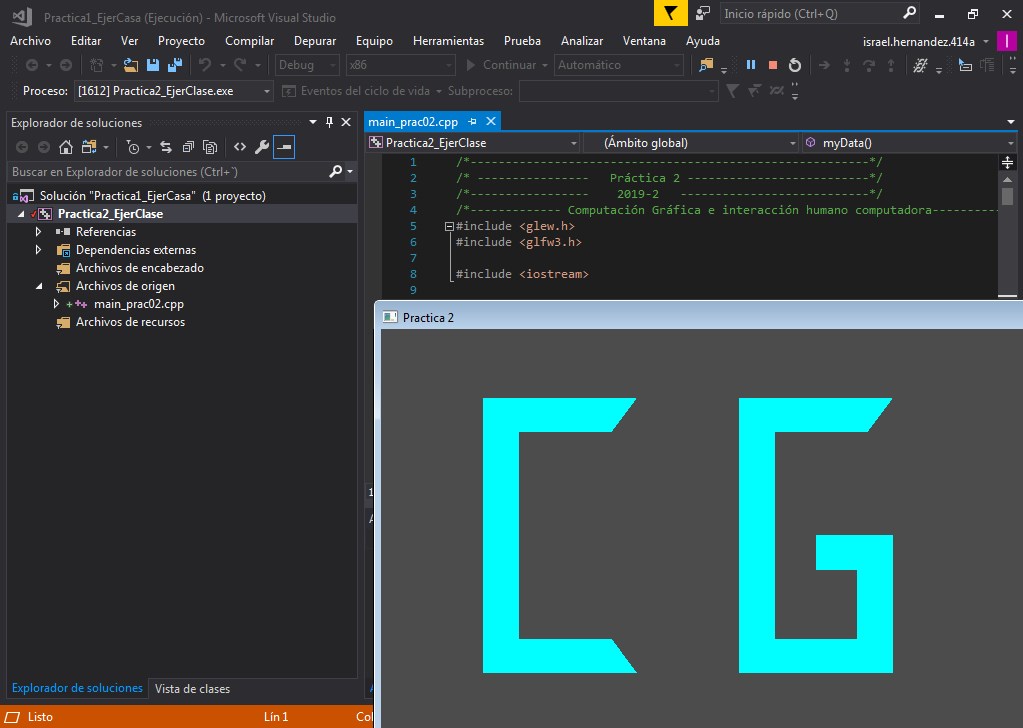 Practica1_EjerCasa (Ejecución) - Microsoft Visual Studio
Inicio rápido (Ctrl+Q)
Archivo Editar Ver Proyecto Compilar Depurar Equipo Herramientas Prueba Analizar Ventana Ayuda
israel.hernandez.414a
I
Debug x86 Continuar Automático
Proceso: [1612] Practica2_EjerClase.exe Eventos del ciclo de vida Subproceso:
Explorador de soluciones
Buscar en Explorador de soluciones (Ctrl+¨)
Solución "Practica1_EjerCasa" (1 proyecto)
Practica2_EjerClase
Referencias
Dependencias externas
Archivos de encabezado
Archivos de origen
main_prac02.cpp
Archivos de recursos
Explorador de soluciones Vista de clases
main_prac02.cpp
Practica2_EjerClase (Ámbito global) myData()
1 /*---------------------------------------------------------*/
2 /* ---------------- Práctica 2 --------------------------*/
3 /*----------------- 2019-2 ---------------------------*/
4 /*------------- Computación Gráfica e interacción humano computadora----------
5 #include <glew.h>
6 #include <glfw3.h>
7
8 #include <iostream>
9
Practica 2
CG
Listo Lín 1 Col